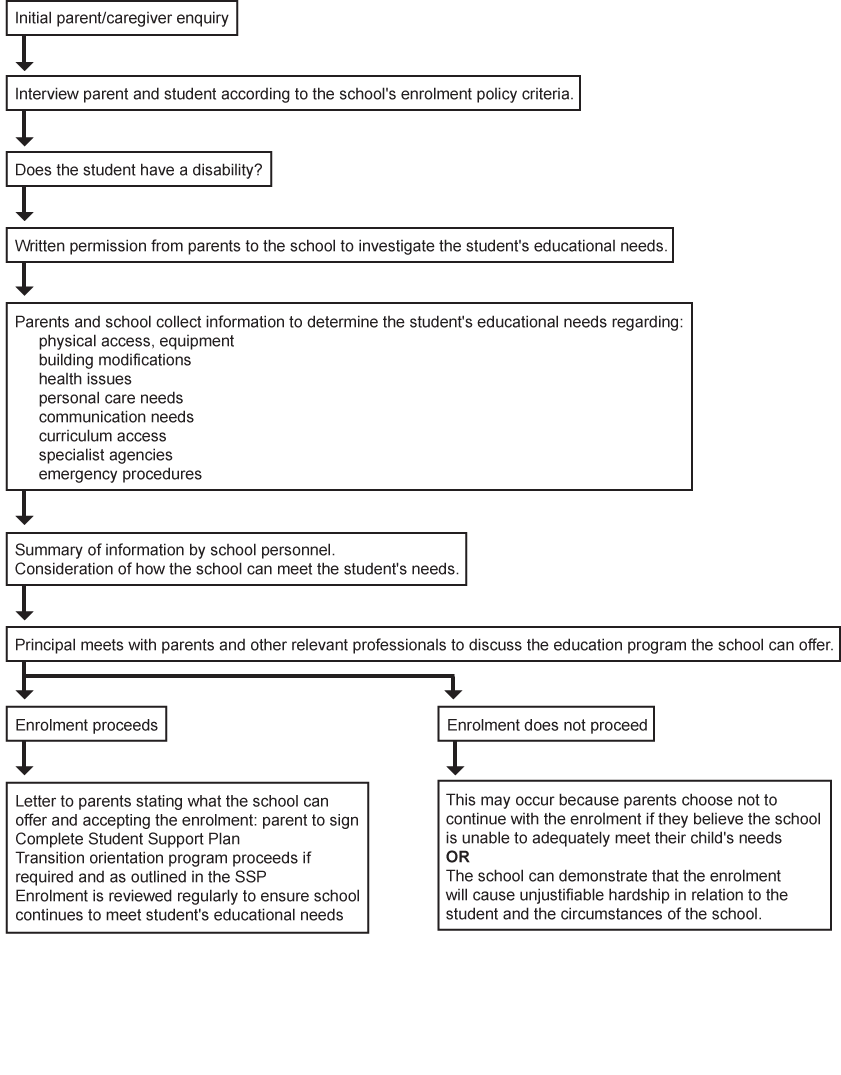 Initial parent/caregiver enquiry
Interview parent and student according to the school's enrolment policy criteria.
Does the student have a disability?
Written permission from parents to the school to investigate the student's educational needs.
Parents and school collect information to determine the student's educational needs regarding:
physical access, equipment
building modifications
health issues
personal care needs
communication needs
curriculum access
specialist agencies
emergency procedures
Summary of information by school personnel.
Consideration of how the school can meet the student's needs.
Principal meets with parents and other relevant professionals to discuss the education program the school can offer.
Enrolment proceeds
Enrolment does not proceed
Letter to parents stating what the school can
offer and accepting the enrolment: parent to sign
Complete Student Support Plan
Transition orientation program proceeds if
required and as outlined in the SSP
Enrolment is reviewed regularly to ensure school
continues to meet student's educational needs
This may occur because parents choose not to
continue with the enrolment if they believe the school
is unable to adequately meet their child's needs
OR
The school can demonstrate that the enrolment
will cause unjustifiable hardship in relation to the
student and the circumstances of the school.